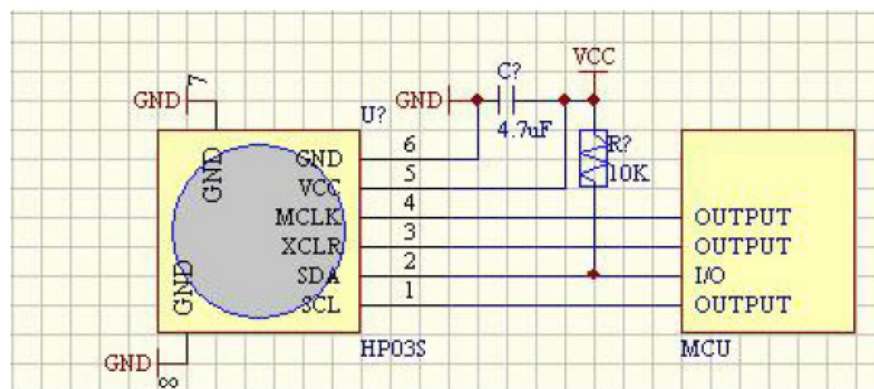 VCC
7
C?
GND
GND
U?
4.7uF
R?
10K
GND
6
GND
VCC
5
MCLK
4
OUTPUT
XCLR
3
OUTPUT
SDA
2
I/O
GND
SCL
1
OUTPUT
GND
8
HP03S
MCU